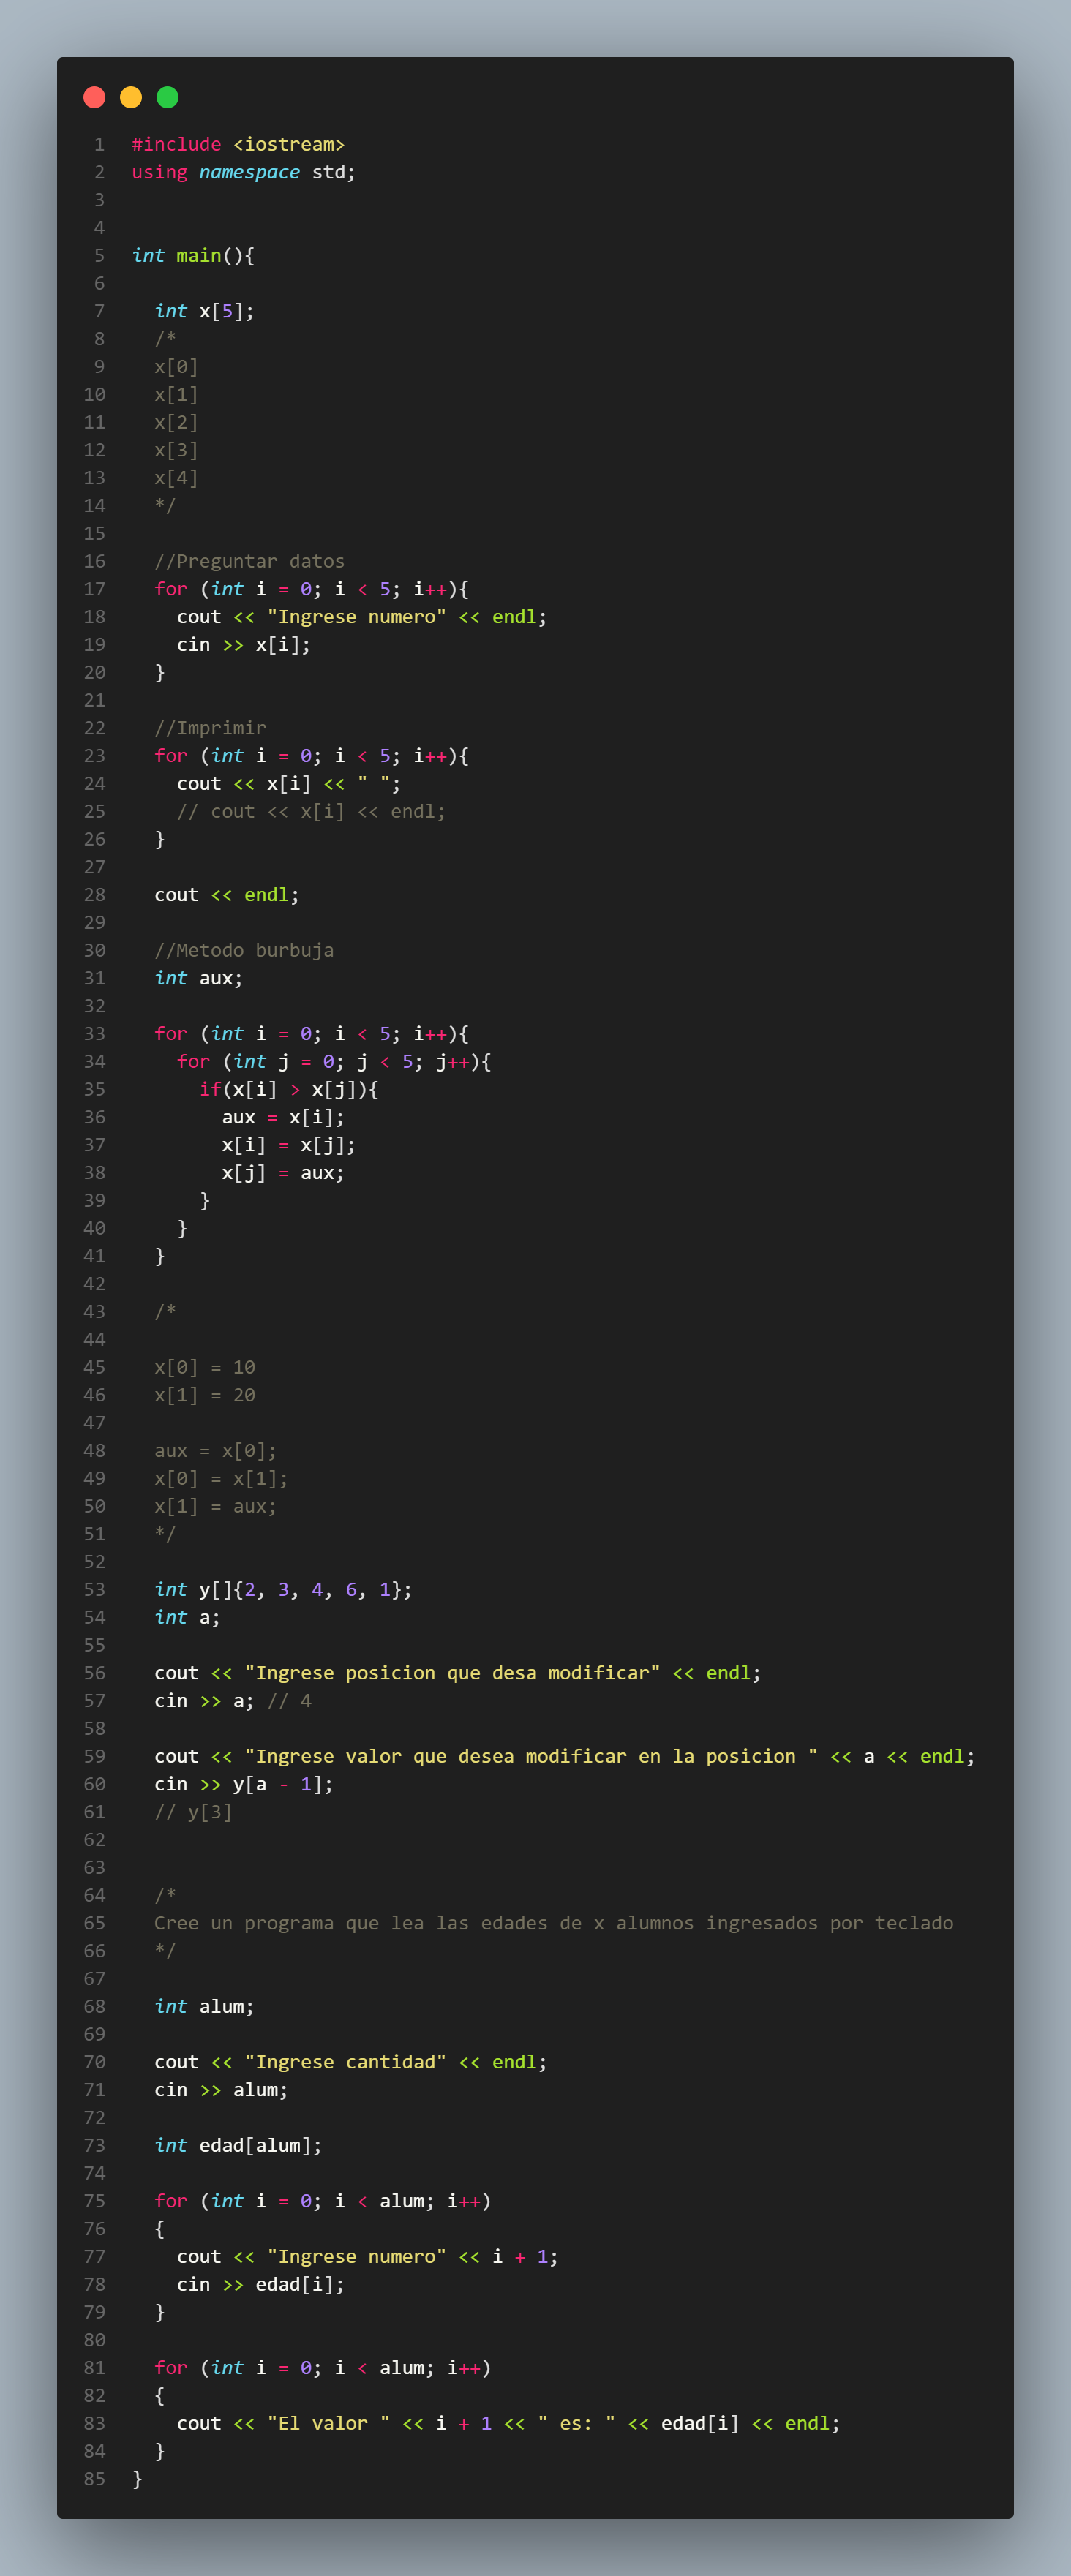 1 #include <iostream>
2 using namespace std;
3
4
5 int main(){
6
7   int x[5];
8   /*
9   x[0]
10   x[1]
11   x[2]
12   x[3]
13   x[4]
14   */
15
16   //Preguntar datos
17   for (int i = 0; i < 5; i++){
18     cout << "Ingrese numero" << endl;
19     cin >> x[i];
20   }
21
22   //Imprimir
23   for (int i = 0; i < 5; i++){
24     cout << x[i] << " ";
25     // cout << x[i] << endl;
26   }
27
28   cout << endl;
29
30   //Metodo burbuja
31   int aux;
32
33   for (int i = 0; i < 5; i++){
34     for (int j = 0; j < 5; j++){
35       if(x[i] > x[j]){
36         aux = x[i];
37         x[i] = x[j];
38         x[j] = aux;
39       }
40     }
41   }
42
43   /*
44
45   x[0] = 10
46   x[1] = 20
47
48   aux = x[0];
49   x[0] = x[1];
50   x[1] = aux;
51   */
52
53   int y[]{2, 3, 4, 6, 1};
54   int a;
55
56   cout << "Ingrese posicion que desa modificar" << endl;
57   cin >> a; // 4
58
59   cout << "Ingrese valor que desea modificar en la posicion " << a << endl;
60   cin >> y[a - 1];
61   // y[3]
62
63
64   /*
65   Cree un programa que lea las edades de x alumnos ingresados por teclado
66   */
67
68   int alum;
69
70   cout << "Ingrese cantidad" << endl;
71   cin >> alum;
72
73   int edad[alum];
74
75   for (int i = 0; i < alum; i++)
76   {
77     cout << "Ingrese numero" << i + 1;
78     cin >> edad[i];
79   }
80
81   for (int i = 0; i < alum; i++)
82   {
83     cout << "El valor " << i + 1 << " es: " << edad[i] << endl;
84   }
85 }